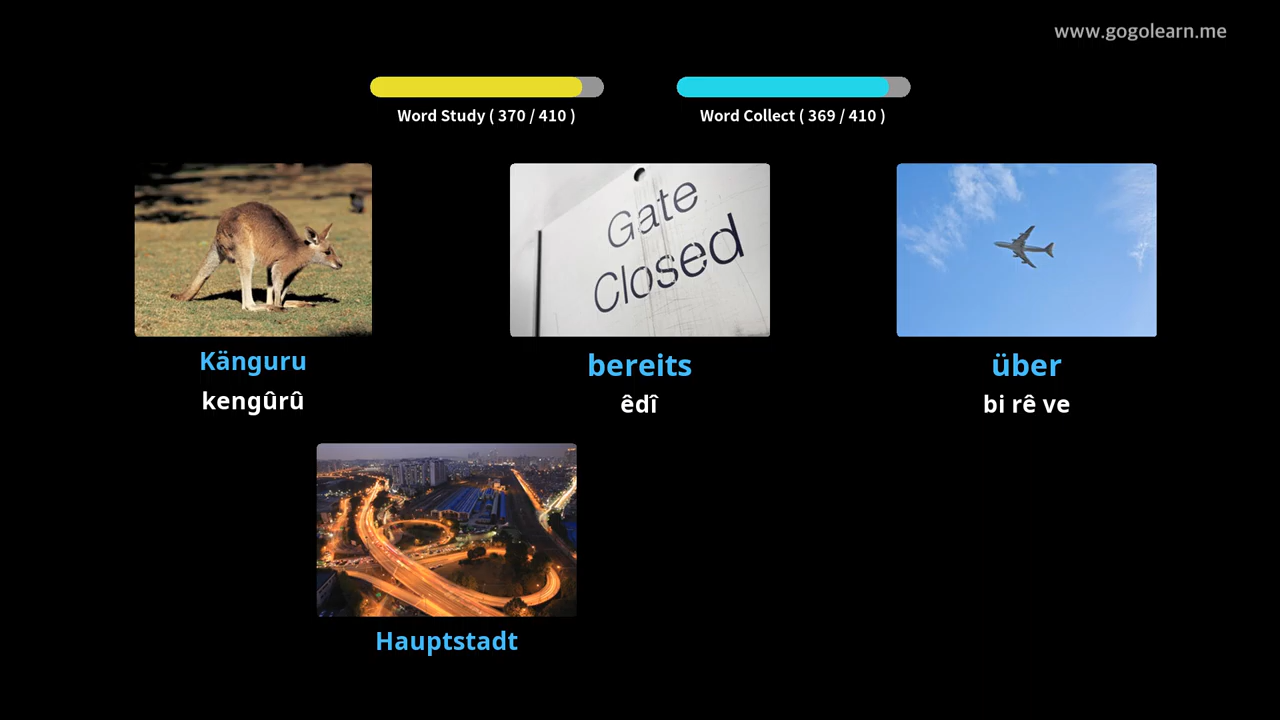 www.gogolearn.me
Word Study ( 370 / 410 )
Word Collect ( 369 / 410 )
Gate
Closed
Känguru
kengûrû
bereits
êdî
über
bi rê ve
Hauptstadt